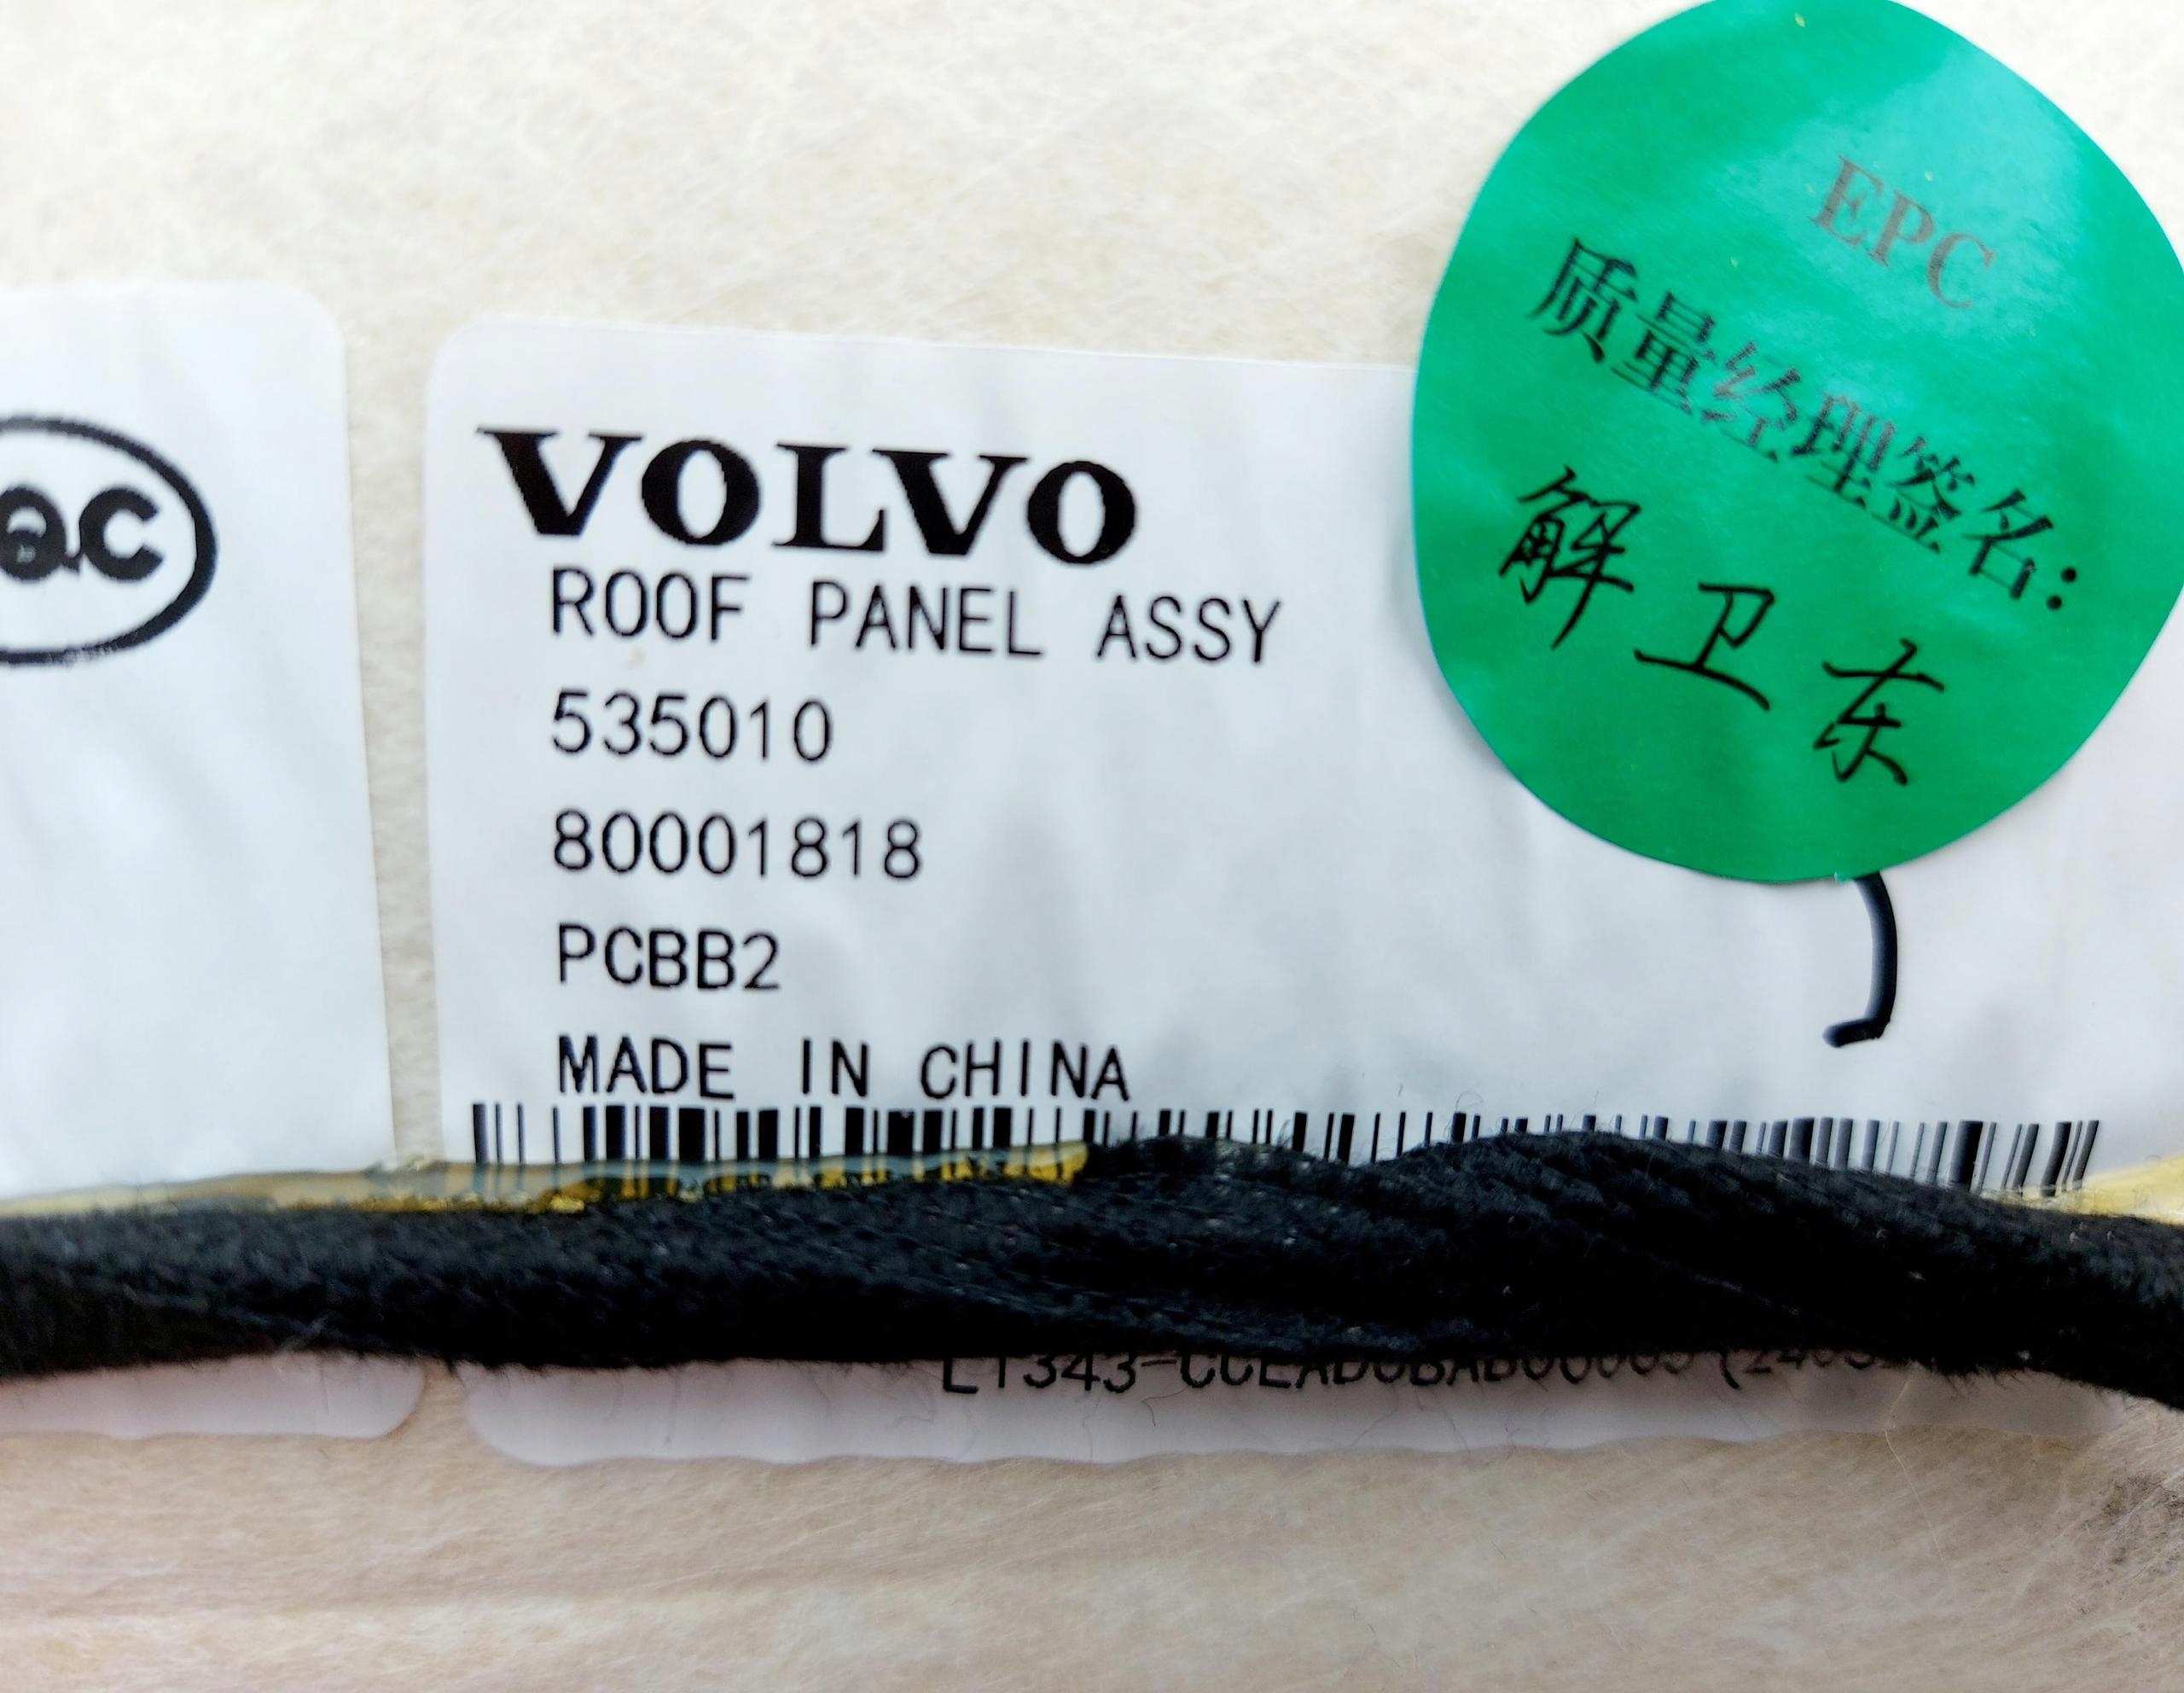 EPC
质量经理签名:
解卫东
VOLVO
ROOF PANEL ASSY
535010
80001818
PCBB2
MADE IN CHINA